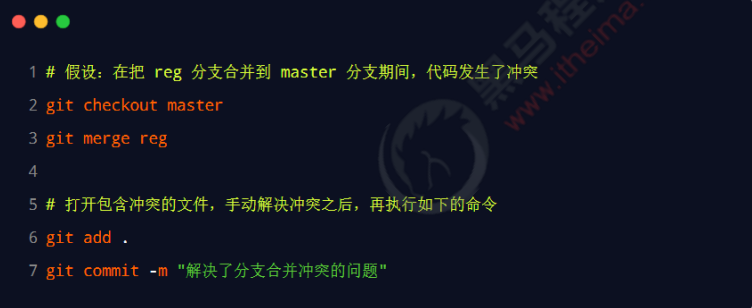 黑马程
www.itheima.
1 # 假设：在把 reg 分支合并到 master 分支期间，代码发生了冲突
2 git checkout master
3 git merge reg
4
5 # 打开包含冲突的文件，手动解决冲突之后，再执行如下的命令
6 git add .
7 git commit -m "解决了分支合并冲突的问题"